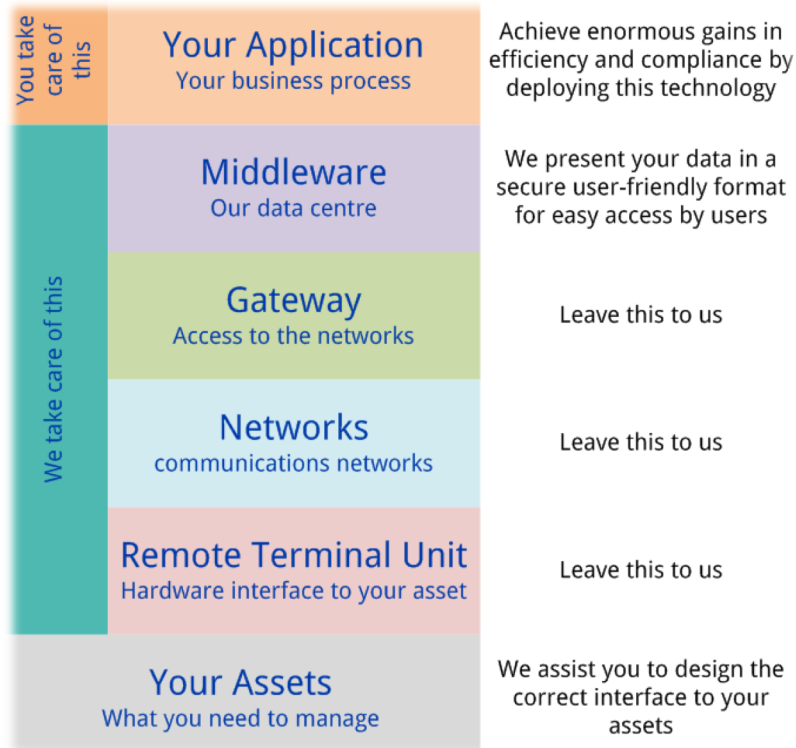 You take
care of
this
Your Application
Your business process
Achieve enormous gains in
efficiency and compliance by
deploying this technology
We take care of this
Middleware
Our data centre
We present your data in a
secure user-friendly format
for easy access by users
Gateway
Access to the networks
Leave this to us
Networks
communications networks
Leave this to us
Remote Terminal Unit
Hardware interface to your asset
Leave this to us
Your Assets
What you need to manage
We assist you to design the
correct interface to your
assets